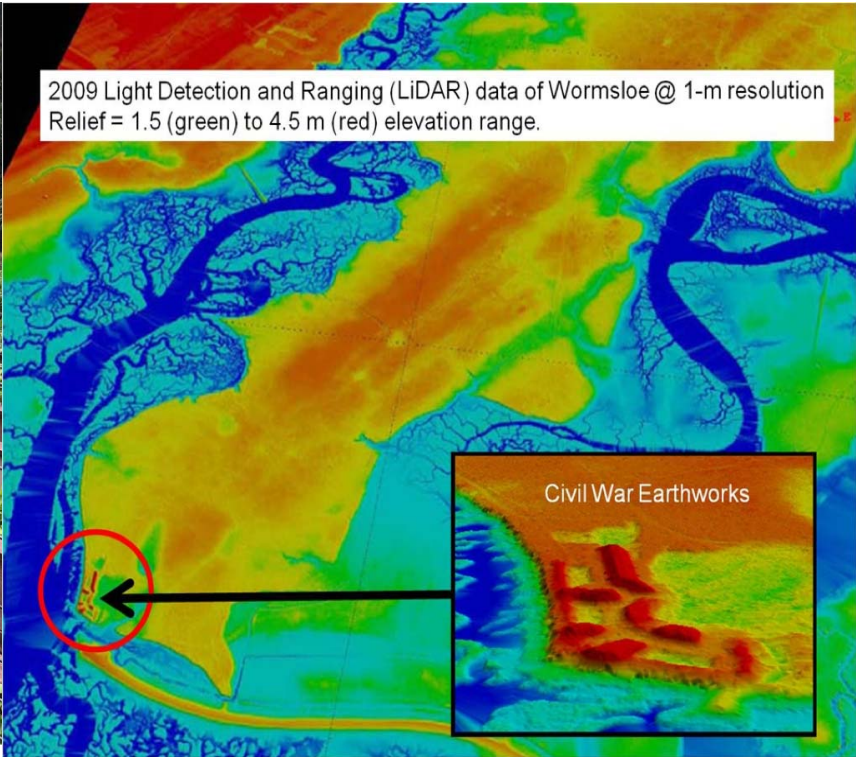 2009 Light Detection and Ranging (LiDAR) data of Wormsloe @ 1-m resolution
Relief = 1.5 (green) to 4.5 m (red) elevation range.
Civil War Earthworks